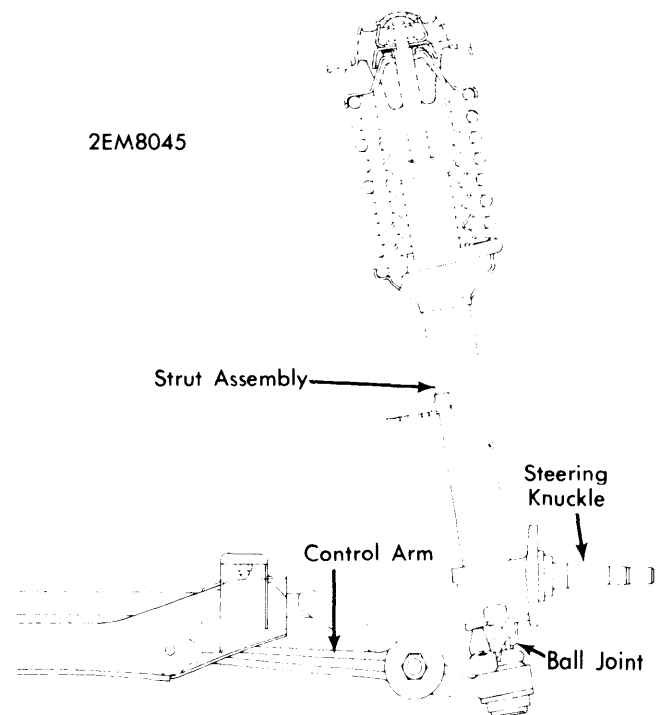 2EM8045
Strut Assembly
Steering
Knuckle
Control Arm
Ball Joint